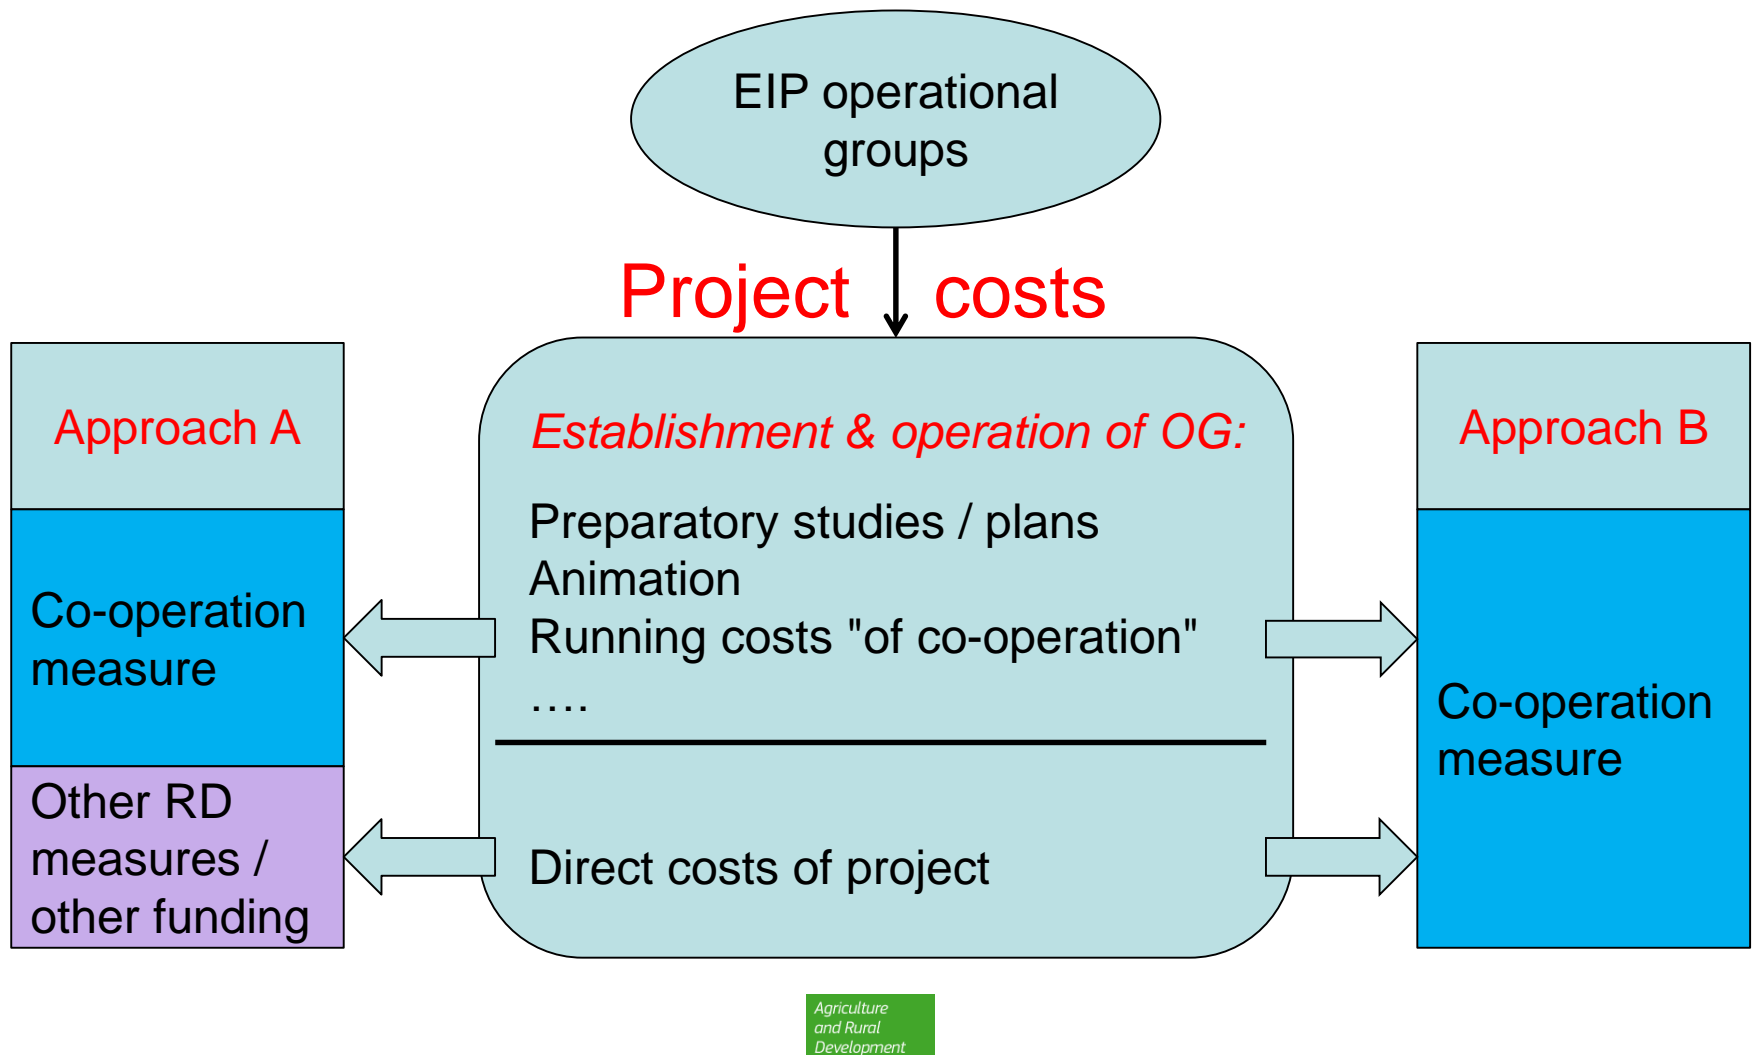 EIP operational
groups
Project costs
Approach A
Co-operation
measure
Other RD
measures /
other funding
Establishment & operation of OG:
Preparatory studies / plans
Animation
Running costs "of co-operation"
….
Direct costs of project
Approach B
Co-operation
measure
Agriculture
and Rural
Development